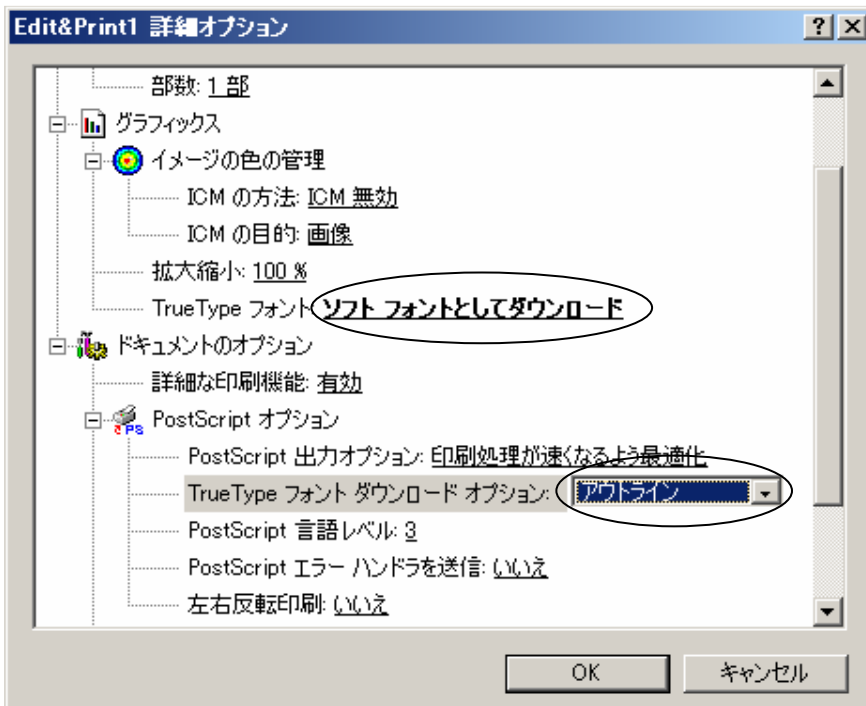 Edit&Print1 詳細オプション
部数: 1 部
グラフィックス
イメージの色の管理
ICM の方法: ICM 無効
ICM の目的: 画像
拡大縮小: 100 %
TrueType フォント: ソフト フォントとしてダウンロード
ドキュメントのオプション
詳細な印刷機能: 有効
PostScript オプション
PostScript 出力オプション: 印刷処理が速くなるよう最適化
TrueType フォント ダウンロード オプション: アウトライン
PostScript 言語レベル: 3
PostScript エラー ハンドラを送信: いいえ
左右反転印刷: いいえ
OK キャンセル